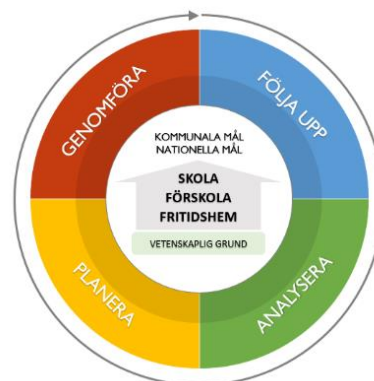 GENOMFÖRA
FÖLJA UPP
KOMMUNALA MÅL
NATIONELLA MÅL
SKOLA
FÖRSKOLA
FRITIDSHEM
VETENSKAPLIG GRUND
PLANERA
ANALYSERA